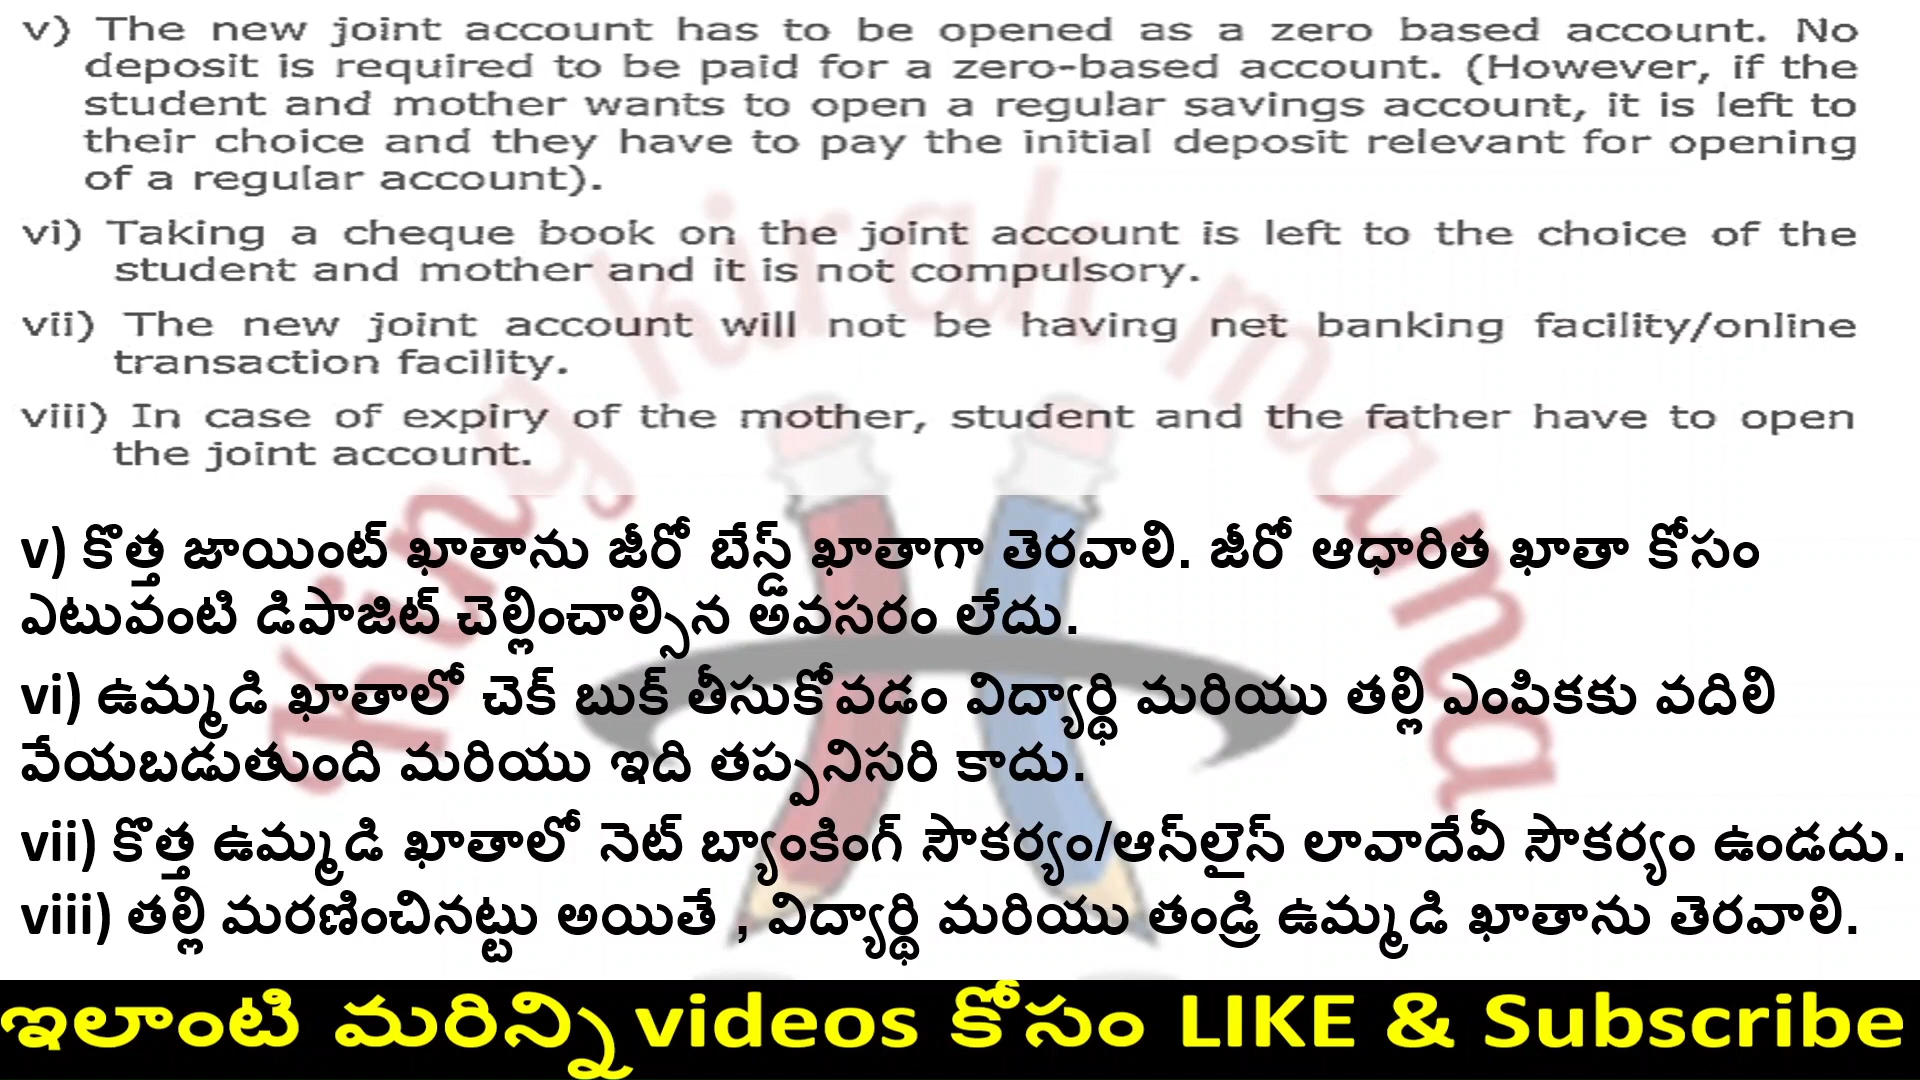 v) The new joint account has to be opened as a zero based account. No
deposit is required to be paid for a zero-based account. (However, if the
student and mother wants to open a regular savings account, it is left to
their choice and they have to pay the initial deposit relevant for opening
of a regular account).
vi) Taking a cheque book on the joint account is left to the choice of the
student and mother and it is not compulsory.
vii) The new joint account will not be having net banking facility/online
transaction facility.
viii) In case of expiry of the mother, student and the father have to open
the joint account.
v) కొత్త జాయింట్ ఖాతాను జీరో బేస్డ్ ఖాతాగా తెరవాలి. జీరో ఆధారిత ఖాతా కోసం
ఎటువంటి డిపాజిట్ చెల్లించాల్సిన అవసరం లేదు.
vi) ఉమ్మడి ఖాతాలో చెక్ బుక్ తీసుకోవడం విద్యార్థి మరియు తల్లి ఎంపికకు వదిలి
వేయబడుతుంది మరియు ఇది తప్పనిసరి కాదు.
vii) కొత్త ఉమ్మడి ఖాతాలో నెట్ బ్యాంకింగ్ సౌకర్యం/ఆన్‌లైన్ లావాదేవీ సౌకర్యం ఉండదు.
viii) తల్లి మరణించినట్టు అయితే , విద్యార్థి మరియు తండ్రి ఉమ్మడి ఖాతాను తెరవాలి.
King kirak mama
ఇలాంటి మరిన్ని videos కోసం LIKE & Subscribe